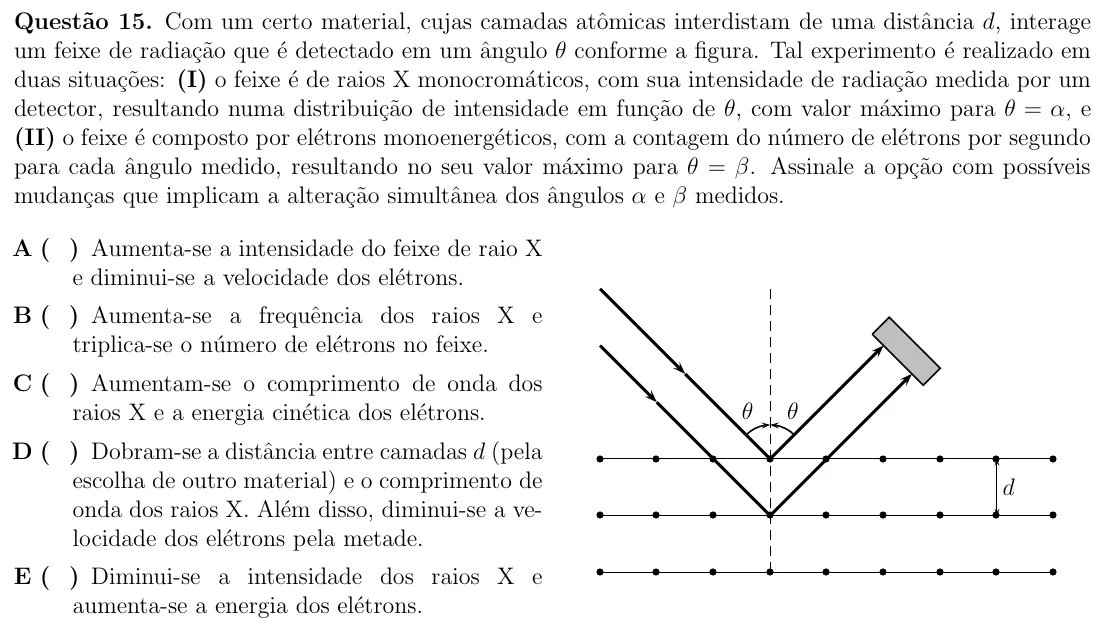 Questão 15. Com um certo material, cujas camadas atômicas interdistam de uma distância d, interage
um feixe de radiação que é detectado em um ângulo θ conforme a figura. Tal experimento é realizado em
duas situações: (I) o feixe é de raios X monocromáticos, com sua intensidade de radiação medida por um
detector, resultando numa distribuição de intensidade em função de θ, com valor máximo para θ = α, e
(II) o feixe é composto por elétrons monoenergéticos, com a contagem do número de elétrons por segundo
para cada ângulo medido, resultando no seu valor máximo para θ = β. Assinale a opção com possíveis
mudanças que implicam a alteração simultânea dos ângulos α e β medidos.
A ( ) Aumenta-se a intensidade do feixe de raio X
e diminui-se a velocidade dos elétrons.
B ( ) Aumenta-se a frequência dos raios X e
triplica-se o número de elétrons no feixe.
C ( ) Aumentam-se o comprimento de onda dos
raios X e a energia cinética dos elétrons.
D ( ) Dobram-se a distância entre camadas d (pela
escolha de outro material) e o comprimento de
onda dos raios X. Além disso, diminui-se a ve-
locidade dos elétrons pela metade.
E ( ) Diminui-se a intensidade dos raios X e
aumenta-se a energia dos elétrons.
θ θ
d